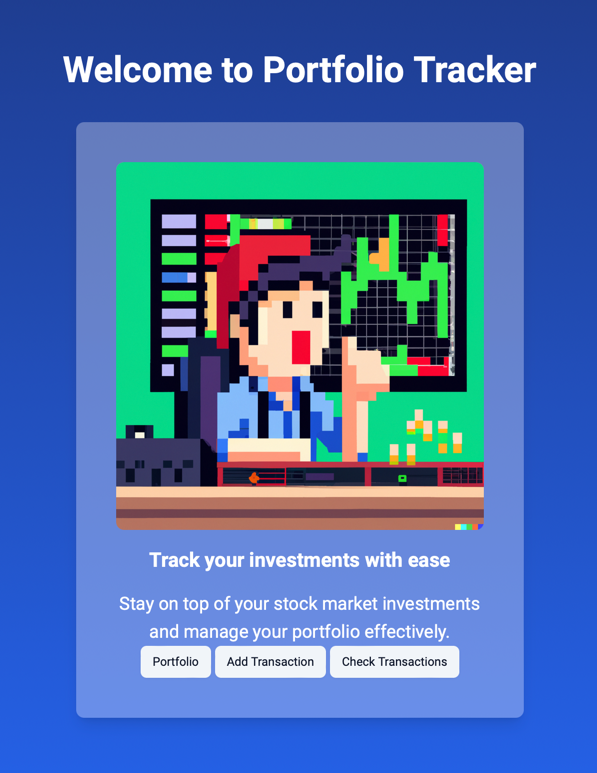 Welcome to Portfolio Tracker
Track your investments with ease
Stay on top of your stock market investments
and manage your portfolio effectively.
Portfolio
Add Transaction
Check Transactions